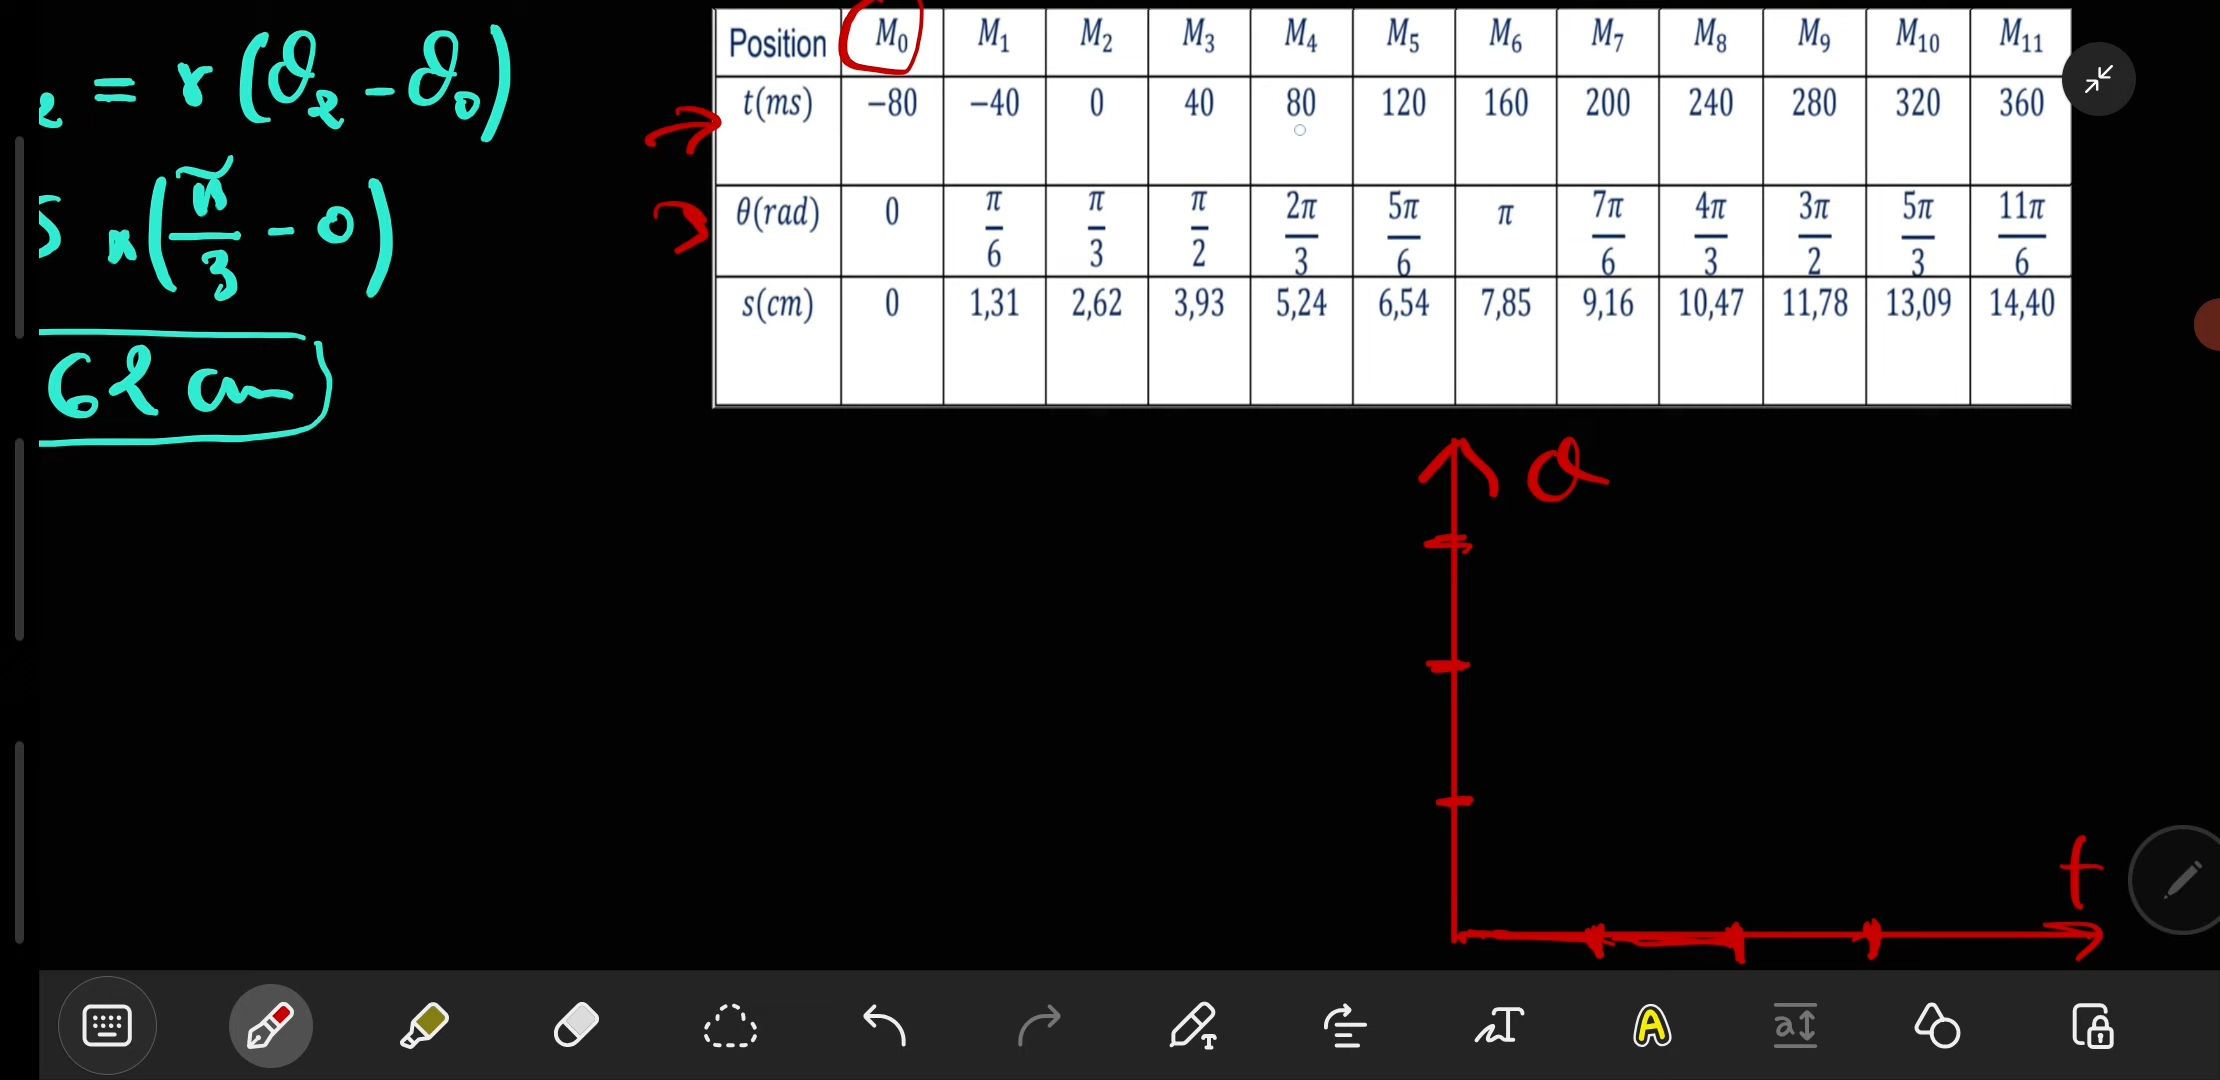 ₂ = r (θ₂ - θ₀)
5 × (π/3 - 0)
62 cm
Position M₀ M₁ M₂ M₃ M₄ M₅ M₆ M₇ M₈ M₉ M₁₀ M₁₁
t(ms) −80 −40 0 40 80 120 160 200 240 280 320 360
θ(rad) 0 π/6 π/3 π/2 2π/3 5π/6 π 7π/6 4π/3 3π/2 5π/3 11π/6
s(cm) 0 1,31 2,62 3,93 5,24 6,54 7,85 9,16 10,47 11,78 13,09 14,40
θ
t
T
T
A
a